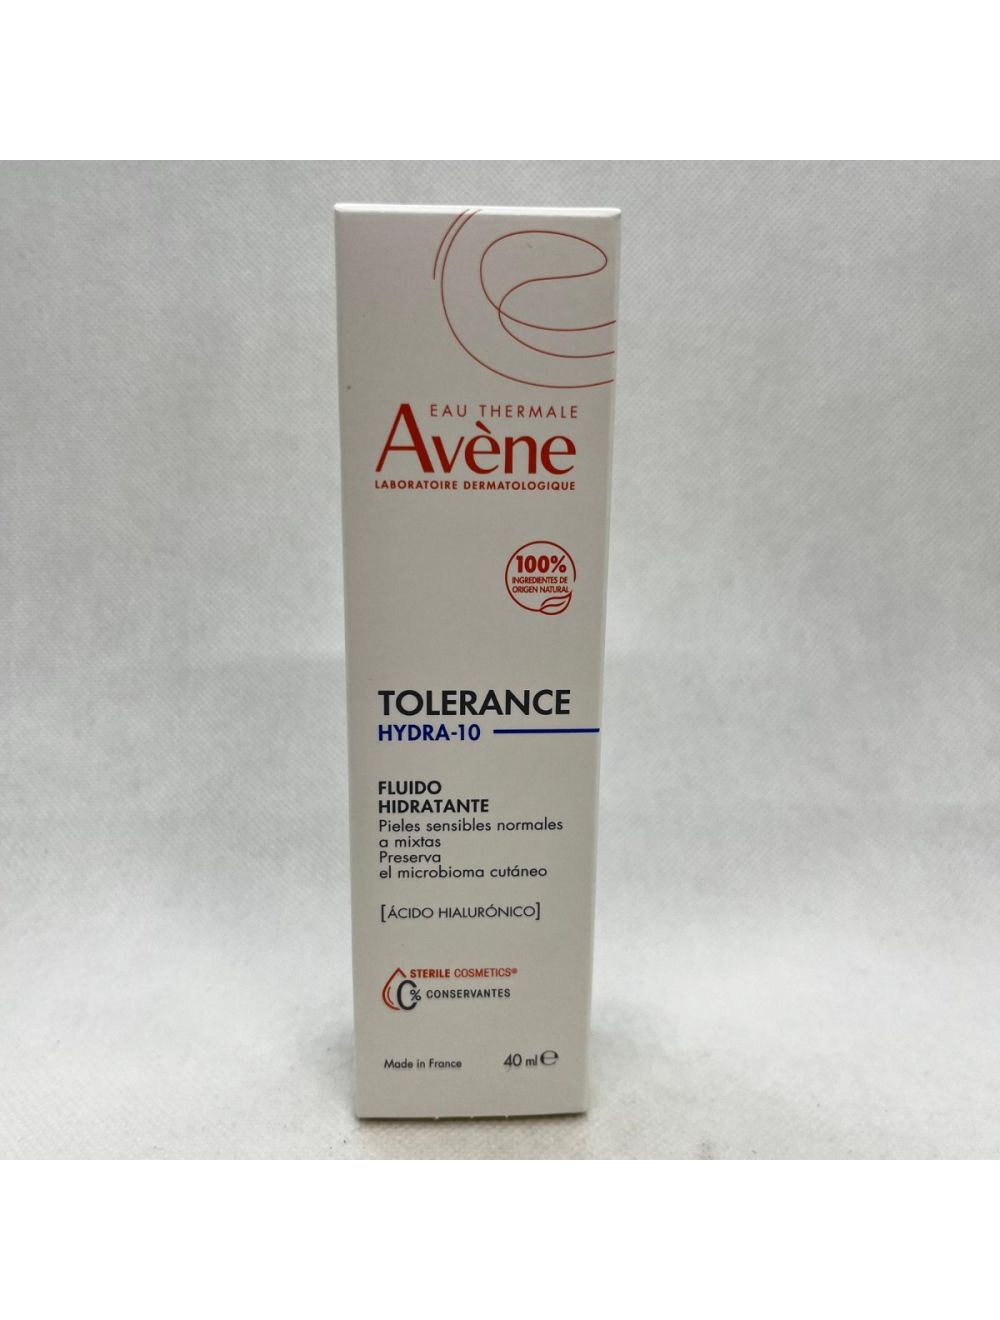 EAU THERMALE
Avène
LABORATOIRE DERMATOLOGIQUE
100%
INGREDIENTES DE
ORIGEN NATURAL
TOLERANCE
HYDRA-10
FLUIDO
HIDRATANTE
Pieles sensibles normales
a mixtas
Preserva
el microbioma cutáneo
[ÁCIDO HIALURÓNICO]
STERILE COSMETICS®
0% CONSERVANTES
Made in France 40 ml ℮